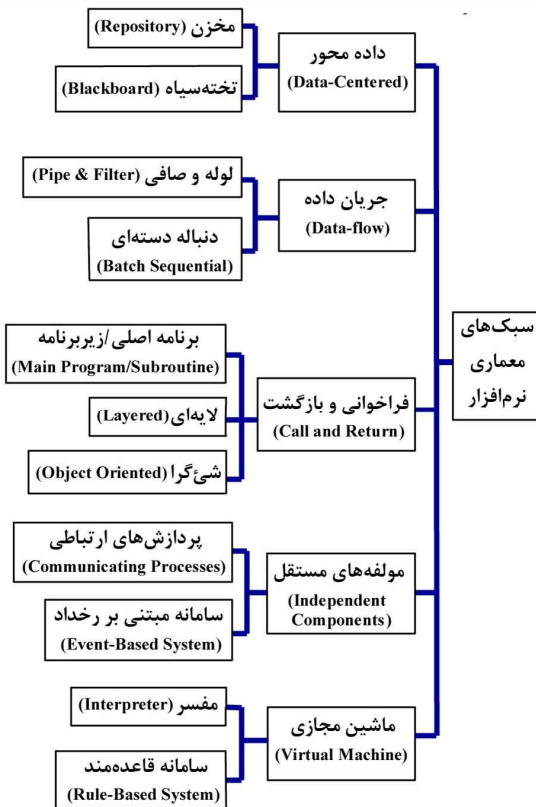 سبک‌های
معماری
نرم‌افزار
داده محور
(Data-Centered)
مخزن (Repository)
تخته‌سیاه (Blackboard)
جریان داده
(Data-flow)
لوله و صافی (Pipe & Filter)
دنباله دسته‌ای
(Batch Sequential)
فراخوانی و بازگشت
(Call and Return)
برنامه اصلی/زیربرنامه
(Main Program/Subroutine)
لایه‌ای (Layered)
شئ‌گرا (Object Oriented)
مولفه‌های مستقل
(Independent
Components)
پردازش‌های ارتباطی
(Communicating Processes)
سامانه مبتنی بر رخداد
(Event-Based System)
ماشین مجازی
(Virtual Machine)
مفسر (Interpreter)
سامانه قاعده‌مند
(Rule-Based System)